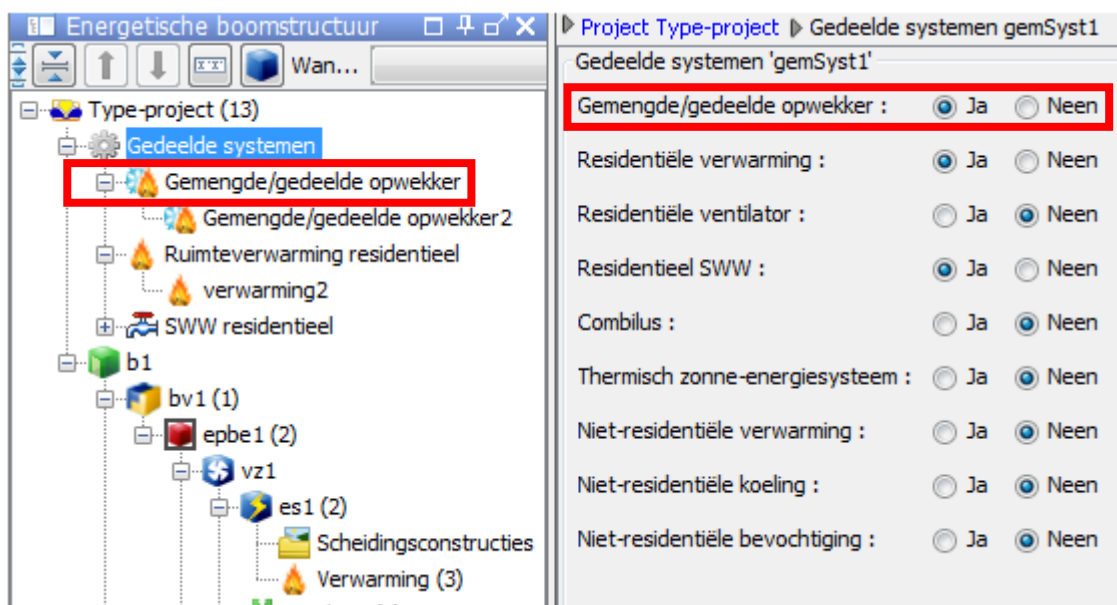 Energetische boomstructuur
Wan...
Type-project (13)
Gedeelde systemen
Gemengde/gedeelde opwekker
Gemengde/gedeelde opwekker2
Ruimteverwarming residentieel
verwarming2
SWW residentieel
b1
bv1 (1)
epbe1 (2)
vz1
es1 (2)
Scheidingsconstructies
Verwarming (3)
Project Type-project Gedeelde systemen gemSyst1
Gedeelde systemen 'gemSyst1'
Gemengde/gedeelde opwekker : Ja Neen
Residentiële verwarming : Ja Neen
Residentiële ventilator : Ja Neen
Residentieel SWW : Ja Neen
Combilus : Ja Neen
Thermisch zonne-energiesysteem : Ja Neen
Niet-residentiële verwarming : Ja Neen
Niet-residentiële koeling : Ja Neen
Niet-residentiële bevochtiging : Ja Neen